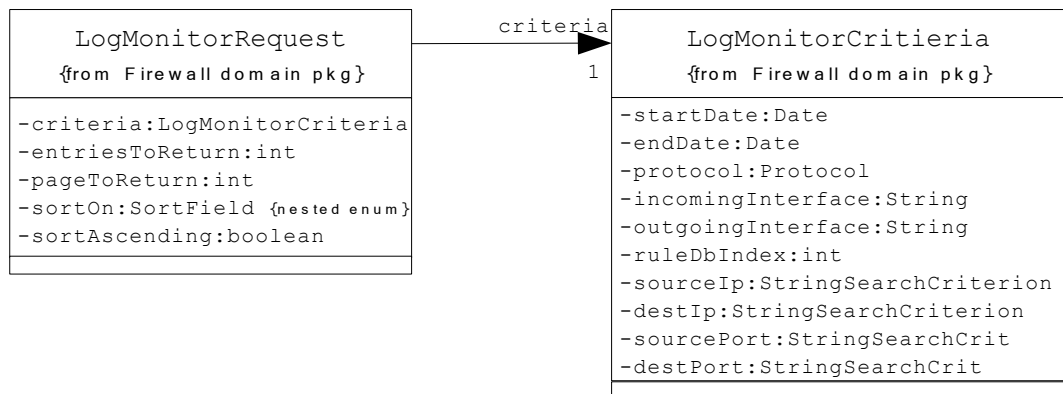 LogMonitorRequest
{from Firewall domain pkg}
-criteria:LogMonitorCriteria
-entriesToReturn:int
-pageToReturn:int
-sortOn:SortField {nested enum}
-sortAscending:boolean
criteria
1
LogMonitorCritieria
{from Firewall domain pkg}
-startDate:Date
-endDate:Date
-protocol:Protocol
-incomingInterface:String
-outgoingInterface:String
-ruleDbIndex:int
-sourceIp:StringSearchCriterion
-destIp:StringSearchCriterion
-sourcePort:StringSearchCrit
-destPort:StringSearchCrit